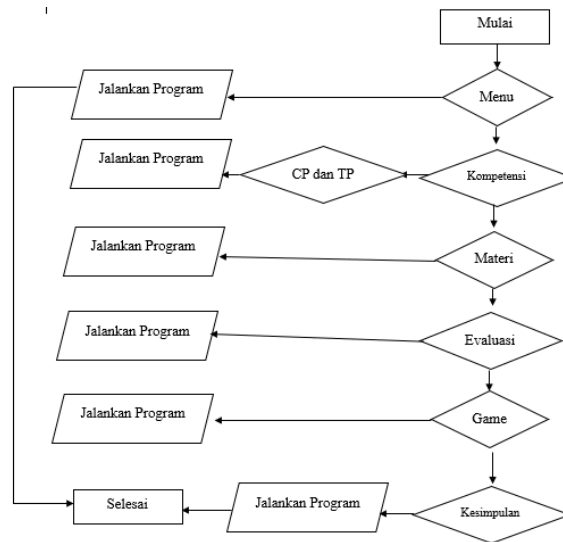 Mulai
Jalankan Program
Menu
Jalankan Program
CP dan TP
Kompetensi
Jalankan Program
Materi
Jalankan Program
Evaluasi
Jalankan Program
Game
Selesai
Jalankan Program
Kesimpulan